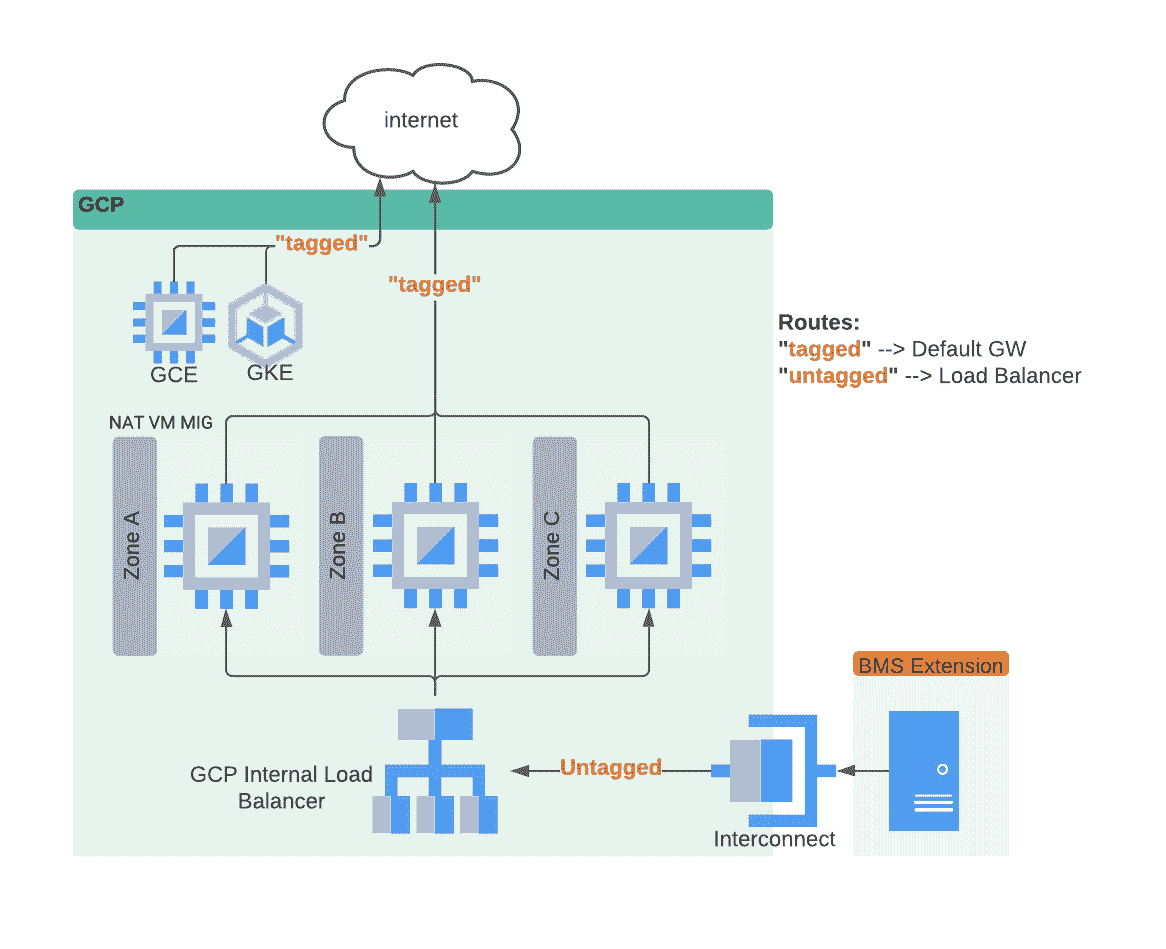 internet
GCP
"tagged"
"tagged"
GCE
GKE
Routes:
"tagged" --> Default GW
"untagged" --> Load Balancer
NAT VM MIG
Zone A
Zone B
Zone C
BMS Extension
GCP Internal Load
Balancer
Untagged
Interconnect